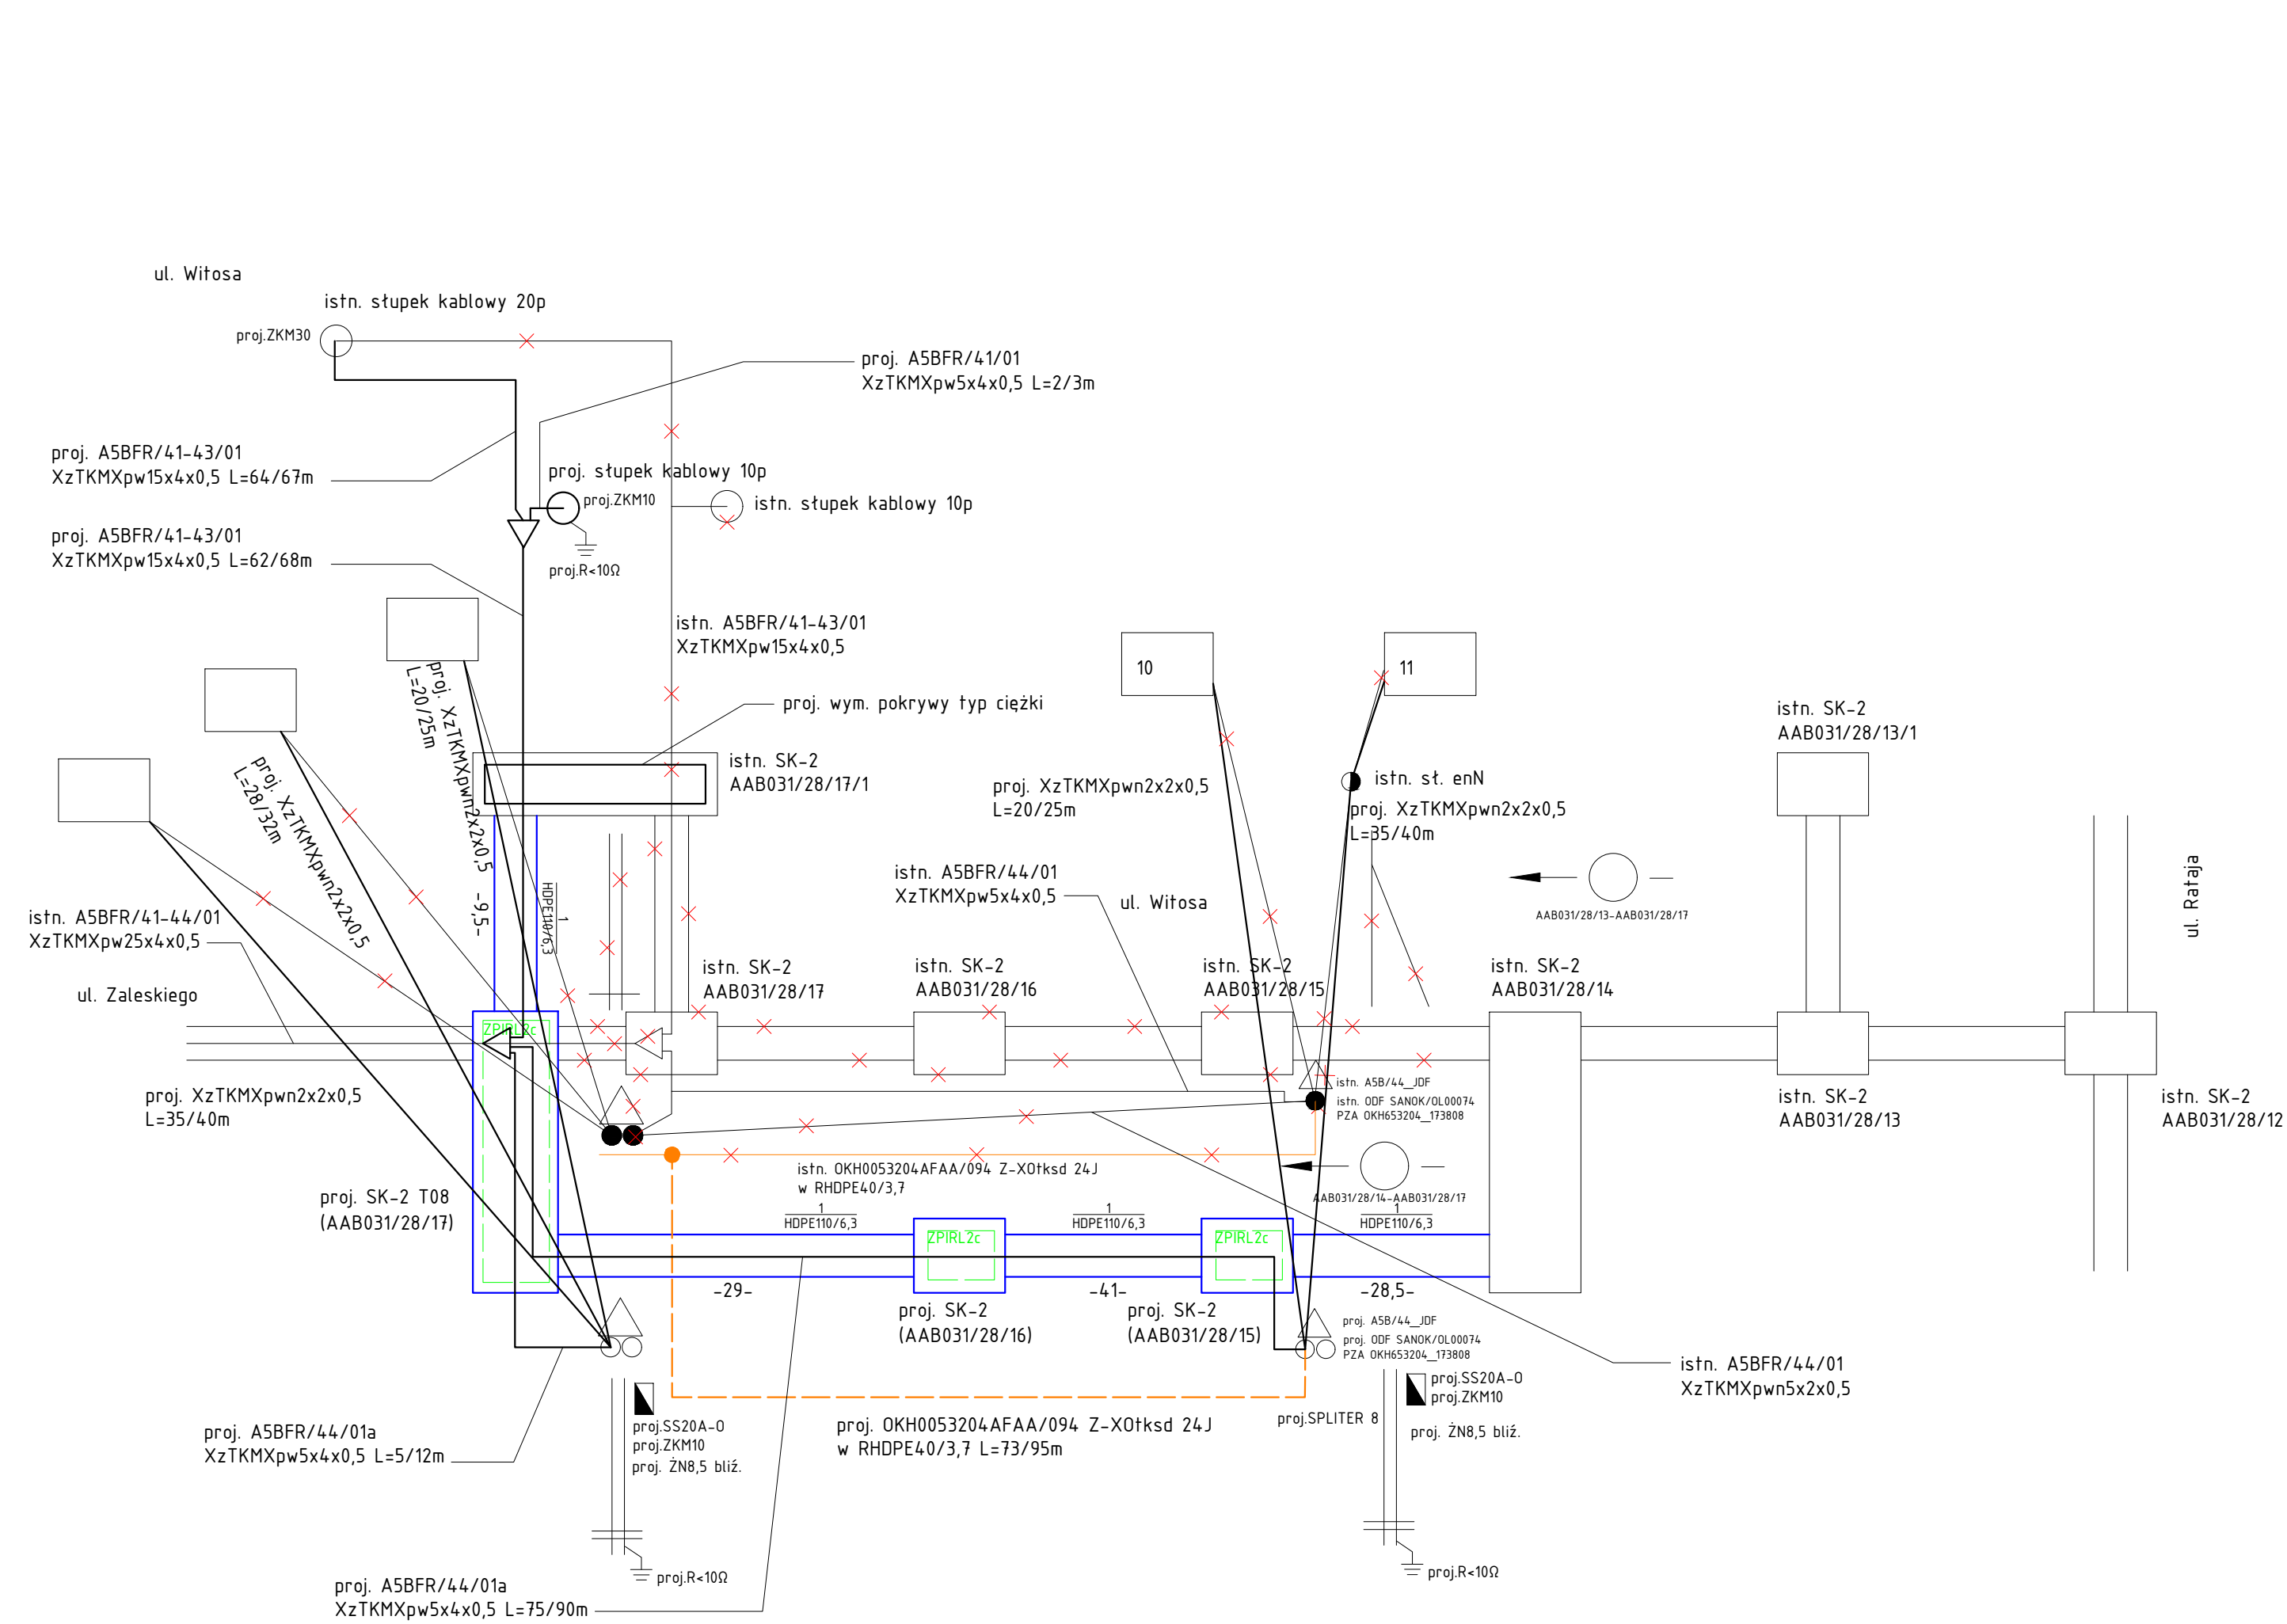 ul. Witosa
istn. słupek kablowy 20p
proj.ZKM30
proj. A5BFR/41/01
XzTKMXpw5x4x0,5 L=2/3m
proj. A5BFR/41-43/01
XzTKMXpw15x4x0,5 L=64/67m
proj. słupek kablowy 10p
proj.ZKM10
istn. słupek kablowy 10p
proj. A5BFR/41-43/01
XzTKMXpw15x4x0,5 L=62/68m
proj.R<10Ω
istn. A5BFR/41-43/01
XzTKMXpw15x4x0,5
10
11
proj. XzTKMXpwn2x2x0,5
L=20/25m
proj. wym. pokrywy typ ciężki
istn. SK-2
AAB031/28/13/1
proj. XzTKMXpwn2x2x0,5
L=28/32m
istn. SK-2
AAB031/28/17/1
proj. XzTKMXpwn2x2x0,5
L=20/25m
istn. sł. enN
proj. XzTKMXpwn2x2x0,5
L=35/40m
istn. A5BFR/44/01
XzTKMXpw5x4x0,5
ul. Witosa
AAB031/28/13-AAB031/28/17
ul. Rataja
istn. A5BFR/41-44/01
XzTKMXpw25x4x0,5
-9,5-
1
HDPE110/6,3
ul. Zaleskiego
istn. SK-2
AAB031/28/17
istn. SK-2
AAB031/28/16
istn. SK-2
AAB031/28/15
istn. SK-2
AAB031/28/14
ZPIRL2c
proj. XzTKMXpwn2x2x0,5
L=35/40m
istn. A5B/44_JDF
istn. ODF SANOK/OL00074
PZA OKH653204_173808
istn. SK-2
AAB031/28/13
istn. SK-2
AAB031/28/12
istn. OKH0053204AFAA/094 Z-XOtksd 24J
w RHDPE40/3,7
AAB031/28/14-AAB031/28/17
proj. SK-2 T08
(AAB031/28/17)
1
HDPE110/6,3
1
HDPE110/6,3
1
HDPE110/6,3
ZPIRL2c
ZPIRL2c
-29-
-41-
-28,5-
proj. SK-2
(AAB031/28/16)
proj. SK-2
(AAB031/28/15)
proj. A5B/44_JDF
proj. ODF SANOK/OL00074
PZA OKH653204_173808
istn. A5BFR/44/01
XzTKMXpwn5x2x0,5
proj.SS20A-O
proj.ZKM10
proj. ŻN8,5 bliź.
proj.SPLITER 8
proj.SS20A-O
proj.ZKM10
proj. ŻN8,5 bliź.
proj. OKH0053204AFAA/094 Z-XOtksd 24J
w RHDPE40/3,7 L=73/95m
proj. A5BFR/44/01a
XzTKMXpw5x4x0,5 L=5/12m
proj.R<10Ω
proj.R<10Ω
proj. A5BFR/44/01a
XzTKMXpw5x4x0,5 L=75/90m